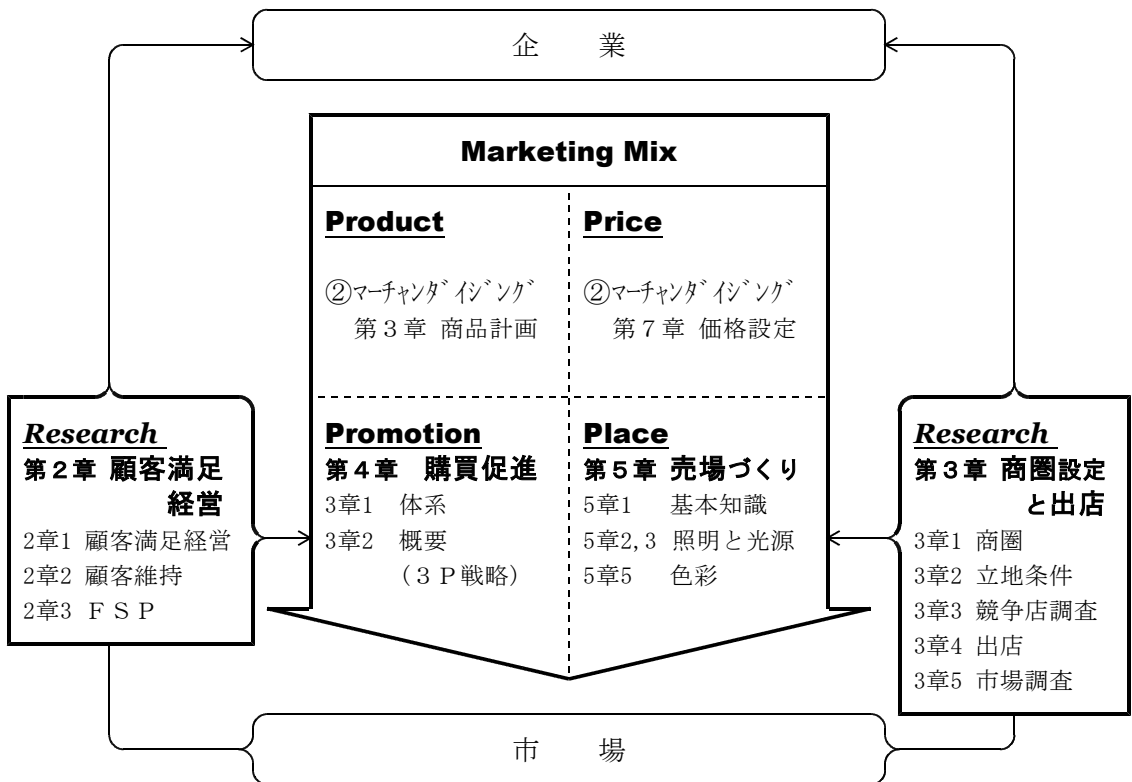 企　　業
Marketing Mix
Product
②ﾏｰﾁｬﾝﾀﾞｲｼﾞﾝｸﾞ
第３章 商品計画
Price
②ﾏｰﾁｬﾝﾀﾞｲｼﾞﾝｸﾞ
第７章 価格設定
Research
第２章 顧客満足
経営
2章1 顧客満足経営
2章2 顧客維持
2章3 ＦＳＰ
Promotion
第４章　購買促進
3章1　体系
3章2　概要
（３Ｐ戦略）
Place
第５章 売場づくり
5章1　基本知識
5章2,3 照明と光源
5章5　色彩
Research
第３章 商圏設定
と出店
3章1 商圏
3章2 立地条件
3章3 競争店調査
3章4 出店
3章5 市場調査
市　　場